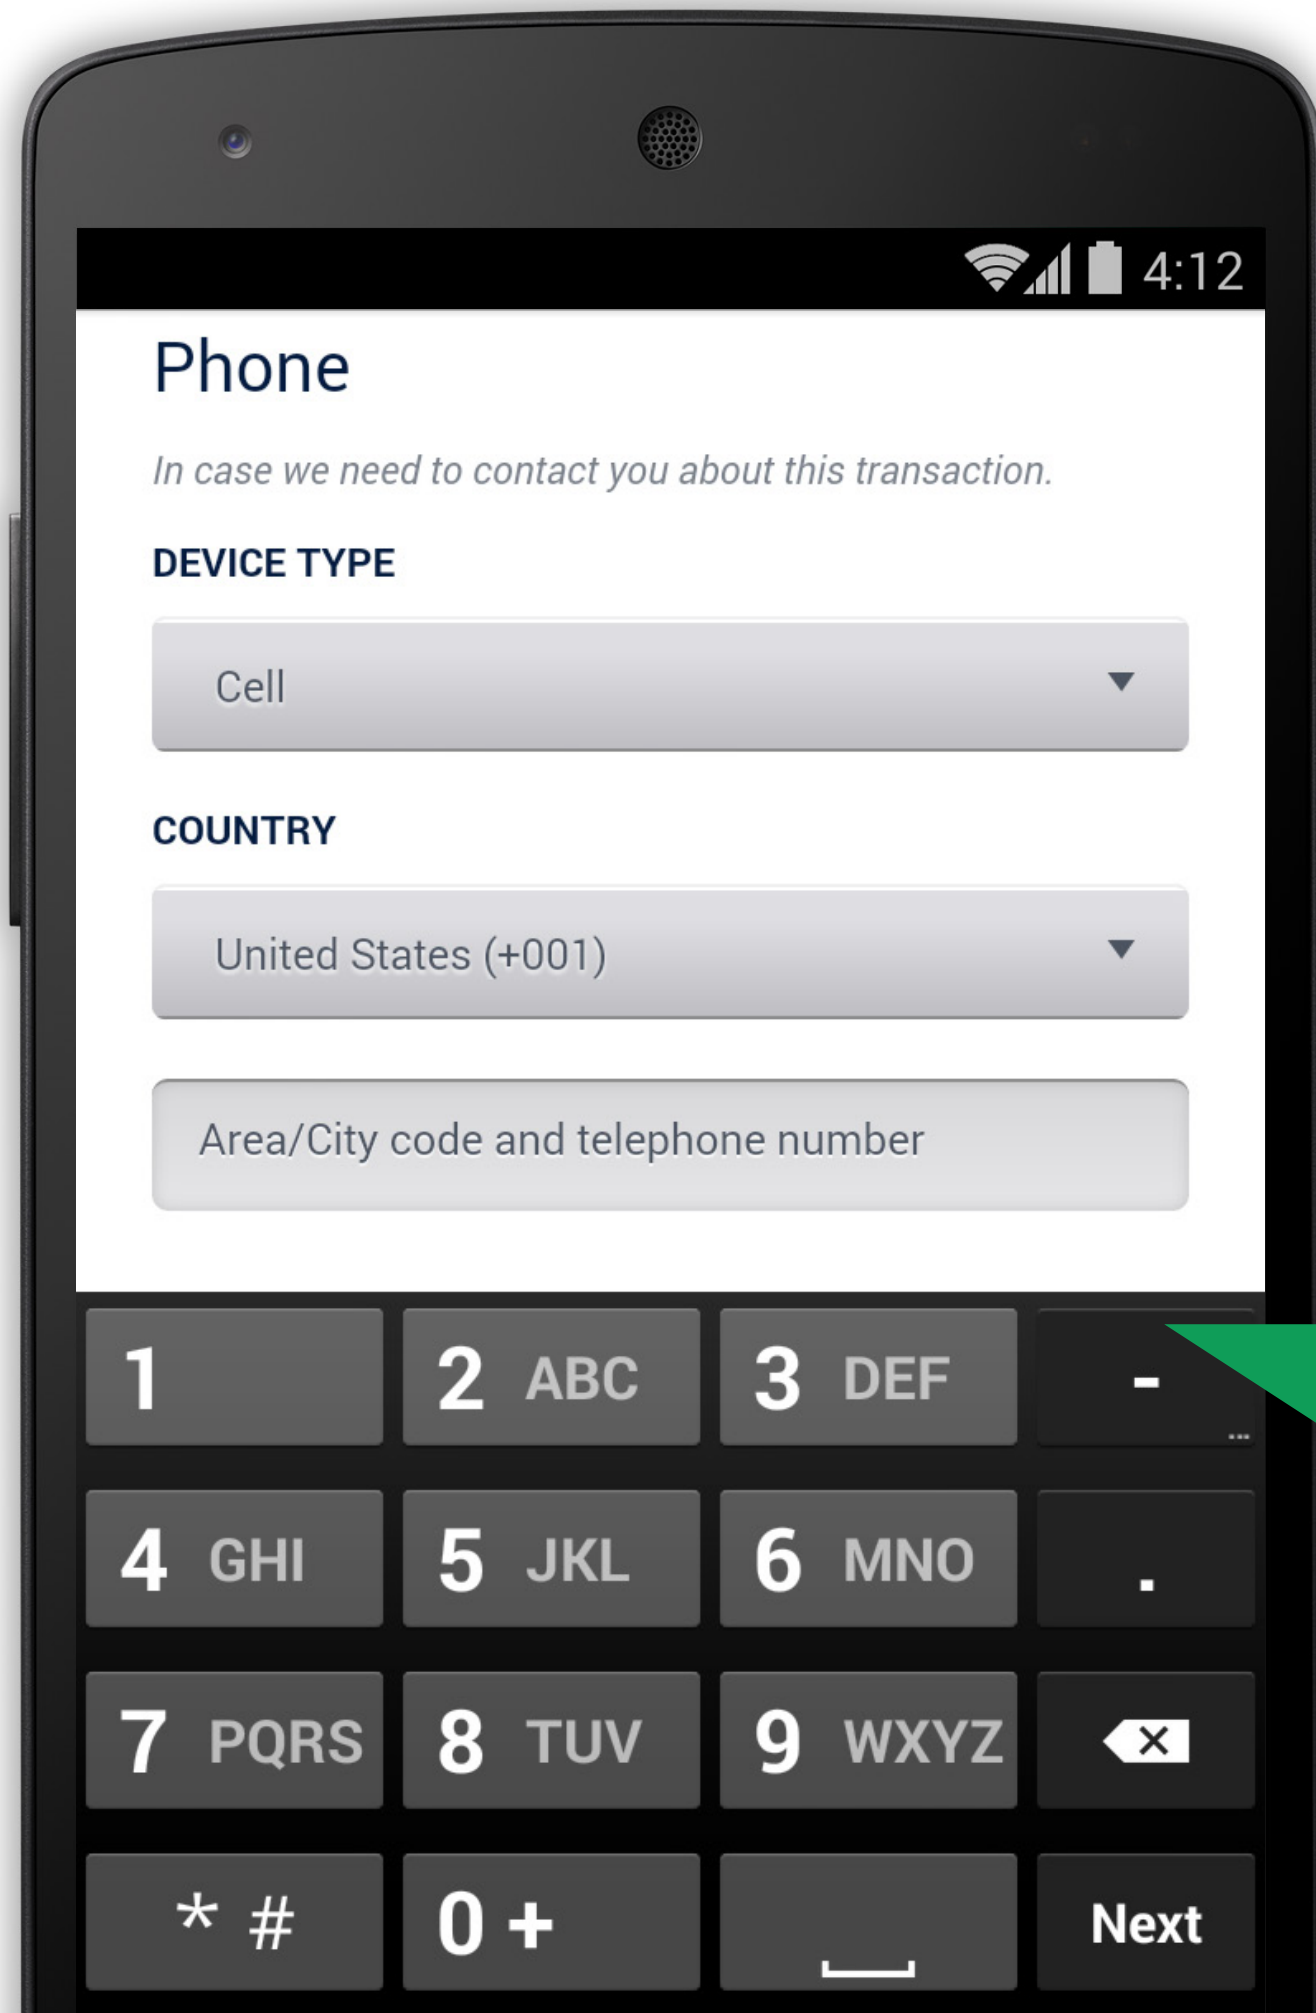 4:12
Phone
In case we need to contact you about this transaction.
DEVICE TYPE
Cell
COUNTRY
United States (+001)
Area/City code and telephone number
1 2 ABC 3 DEF -
...
4 GHI 5 JKL 6 MNO .
7 PQRS 8 TUV 9 WXYZ
* # 0 + Next